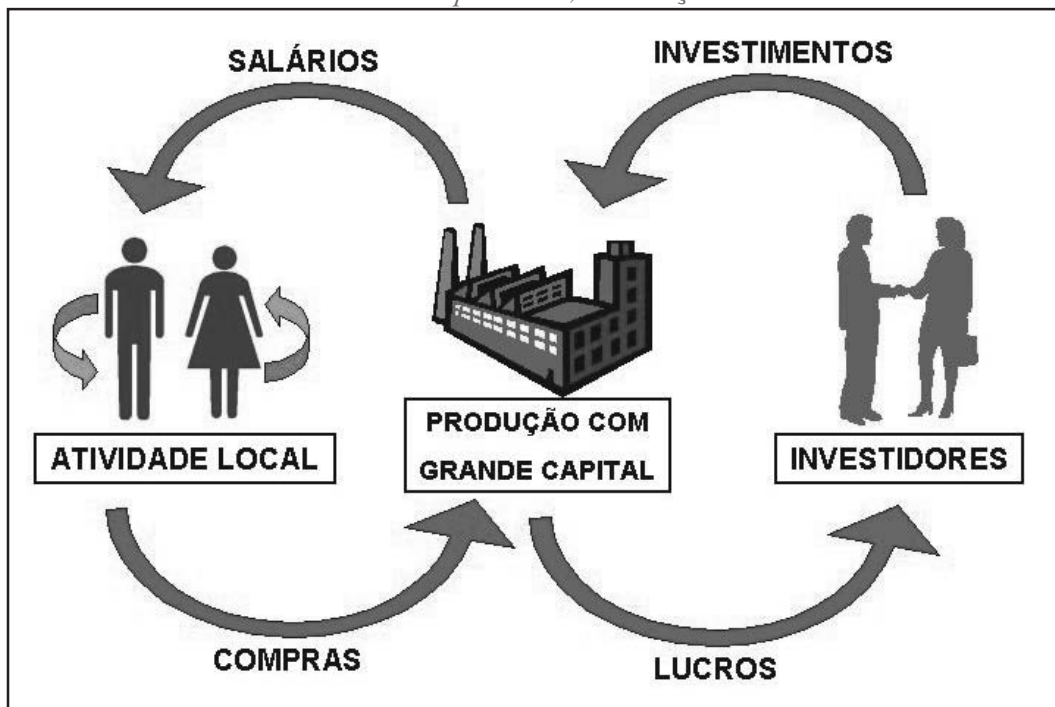 SALÁRIOS
INVESTIMENTOS
ATIVIDADE LOCAL
PRODUÇÃO COM
GRANDE CAPITAL
INVESTIDORES
COMPRAS
LUCROS